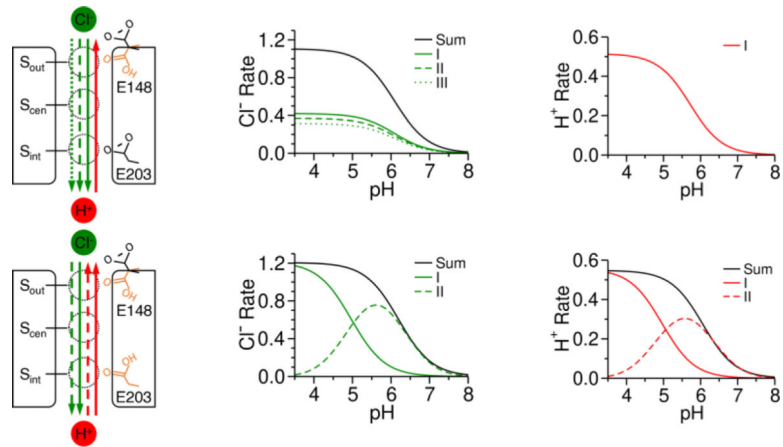 Cl⁻
S_out
S_cen
S_int
O⁻
O
O
OH
E148
O⁻
O
E203
H⁺
Cl⁻ Rate
1.2
0.8
0.4
0.0
4 5 6 7 8
pH
Sum
I
II
III
H⁺ Rate
0.6
0.4
0.2
0.0
4 5 6 7 8
pH
I
Cl⁻
S_out
S_cen
S_int
O⁻
O
O
OH
E148
OH
O
E203
H⁺
Cl⁻ Rate
1.2
0.8
0.4
0.0
4 5 6 7 8
pH
Sum
I
II
H⁺ Rate
0.6
0.4
0.2
0.0
4 5 6 7 8
pH
Sum
I
II